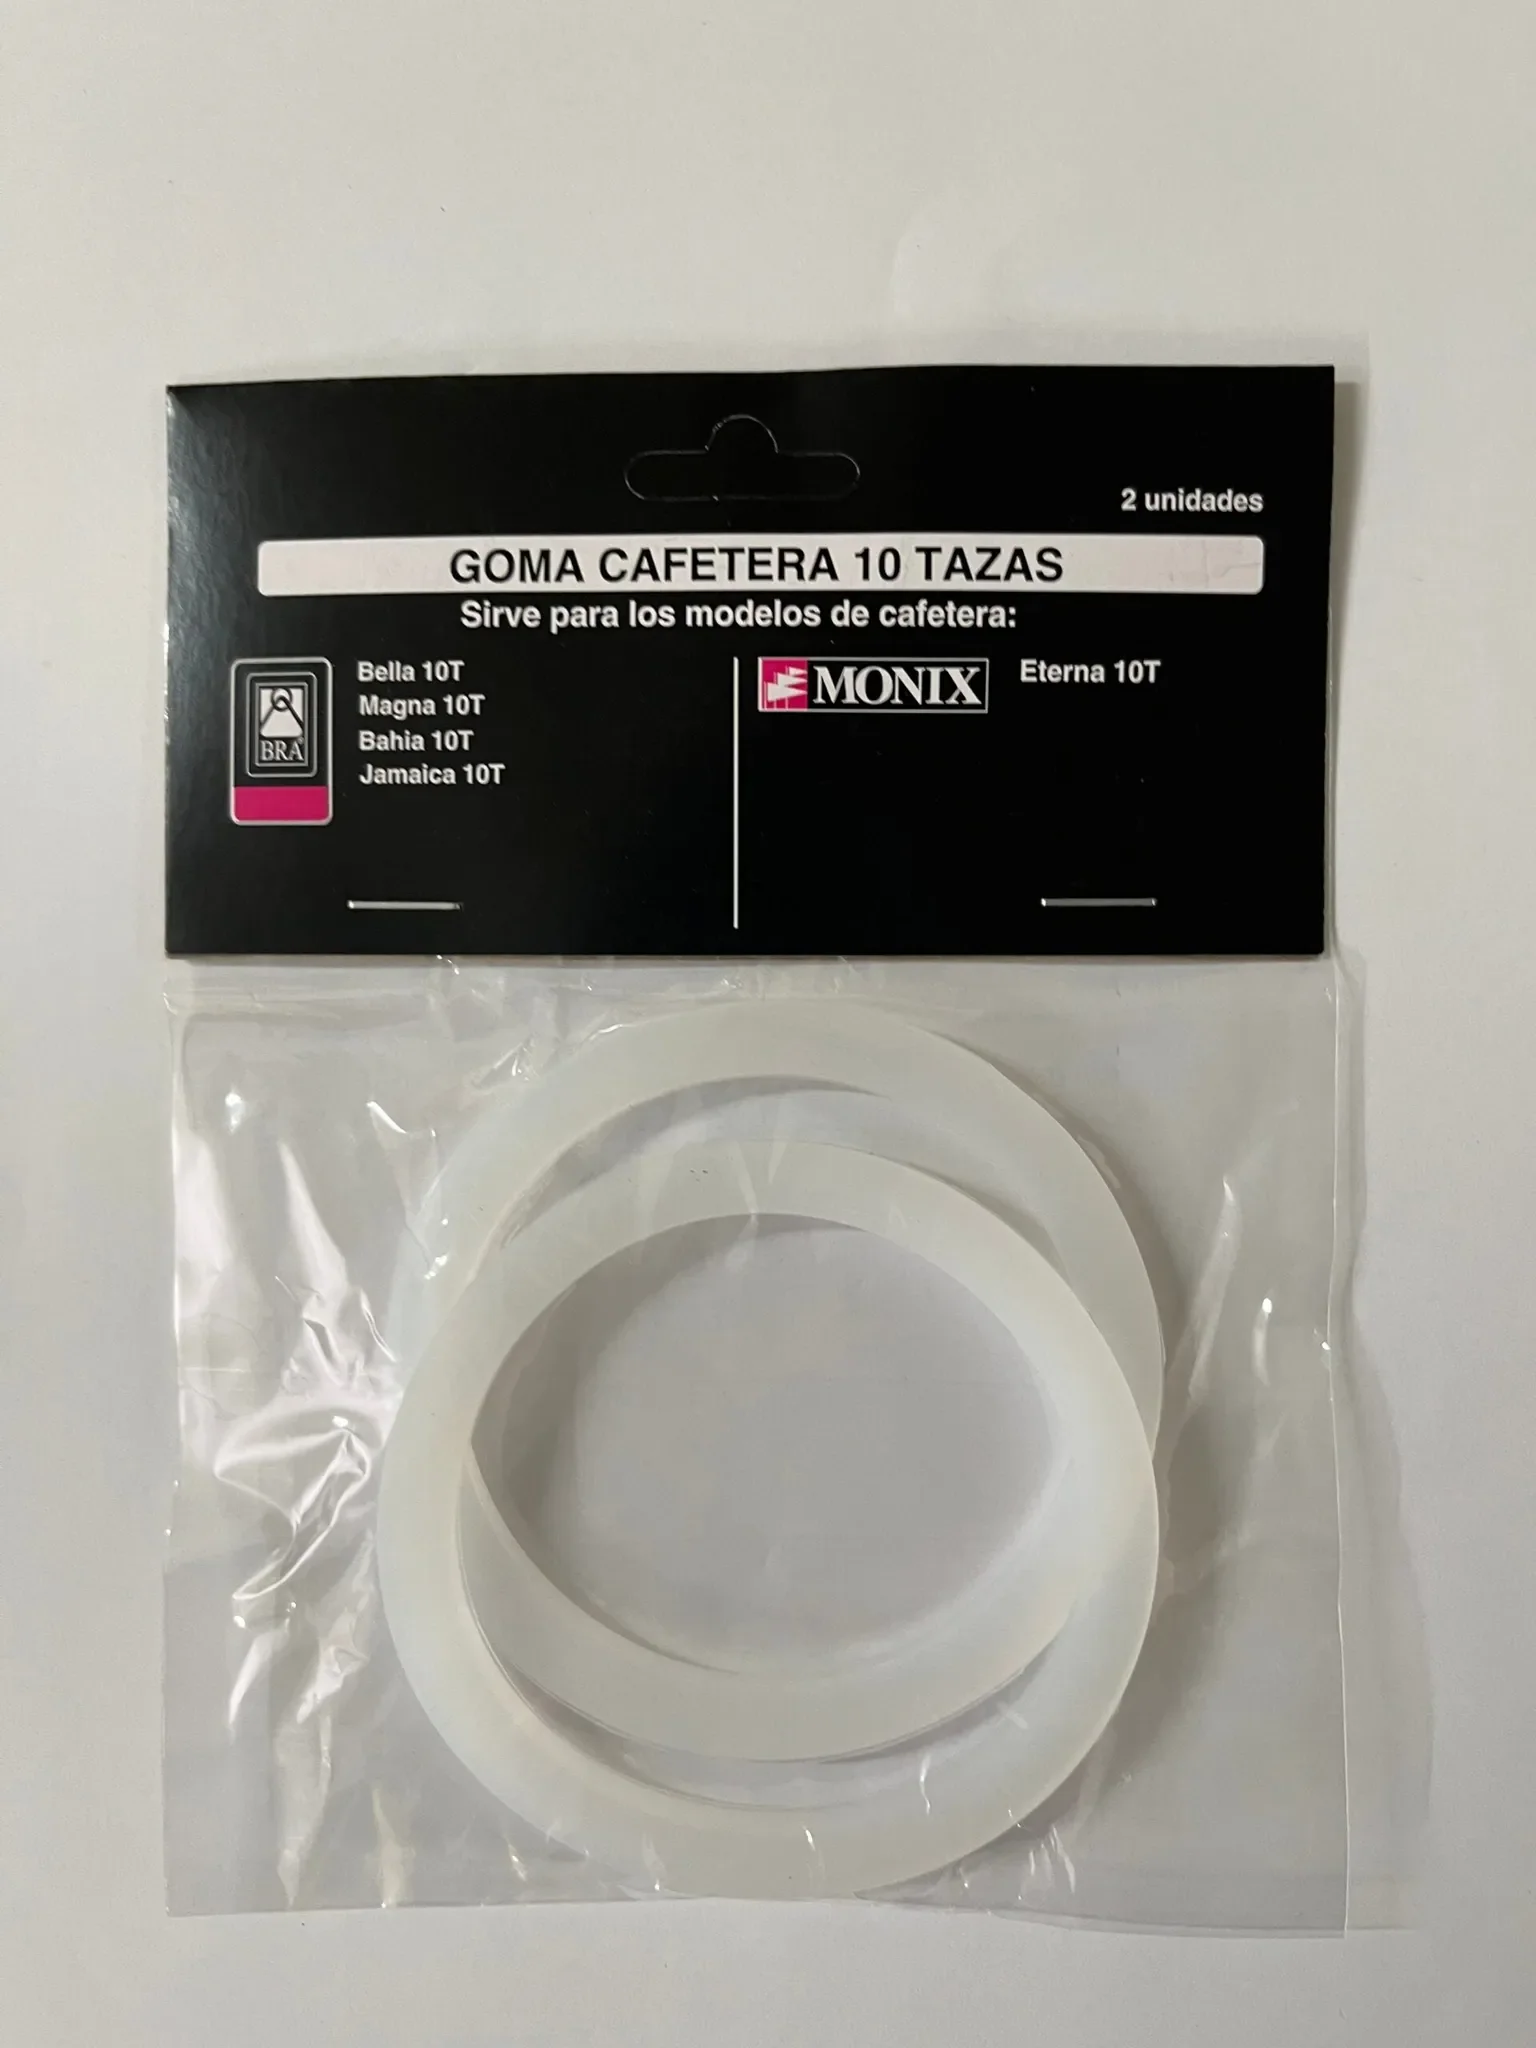 2 unidades
GOMA CAFETERA 10 TAZAS
Sirve para los modelos de cafetera:
BRA
Bella 10T
Magna 10T
Bahia 10T
Jamaica 10T
MONIX
Eterna 10T